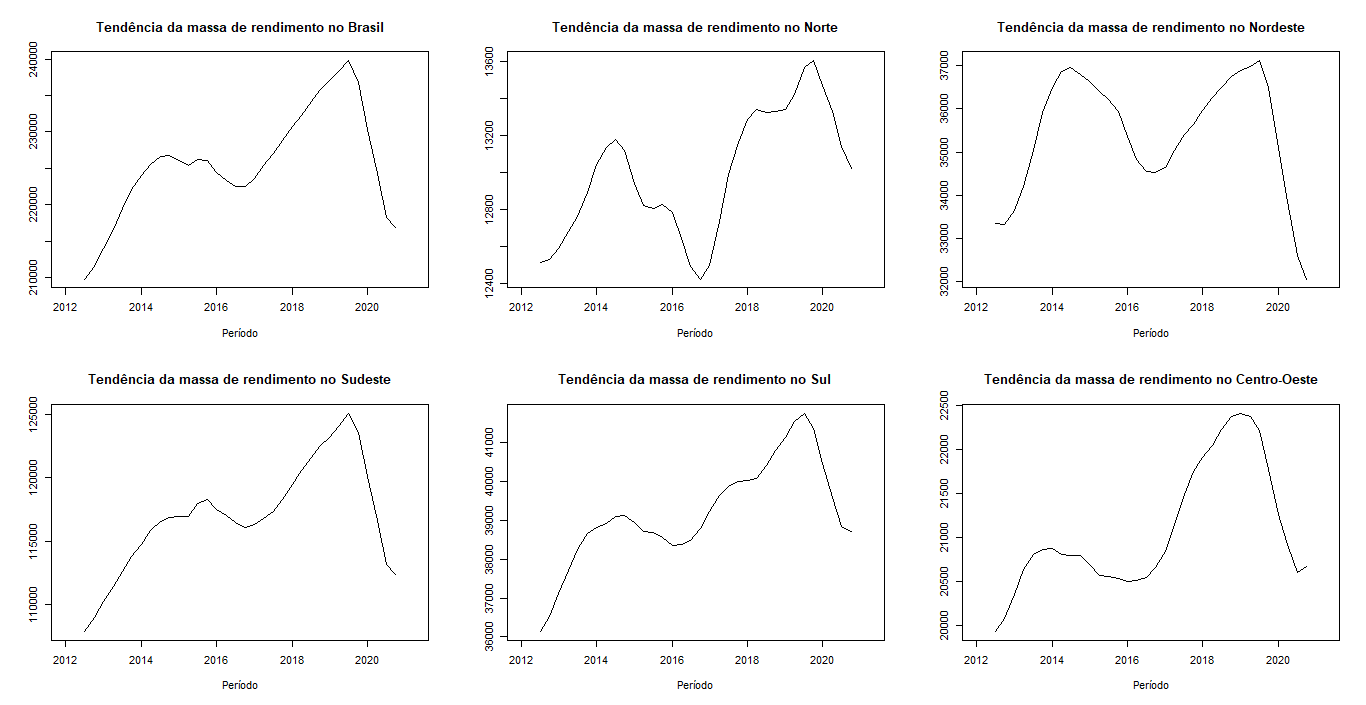 Tendência da massa de rendimento no Brasil
240000
230000
220000
210000
2012 2014 2016 2018 2020
Período
Tendência da massa de rendimento no Norte
13600
13200
12800
12400
2012 2014 2016 2018 2020
Período
Tendência da massa de rendimento no Nordeste
37000
36000
35000
34000
33000
32000
2012 2014 2016 2018 2020
Período
Tendência da massa de rendimento no Sudeste
125000
120000
115000
110000
2012 2014 2016 2018 2020
Período
Tendência da massa de rendimento no Sul
41000
40000
39000
38000
37000
36000
2012 2014 2016 2018 2020
Período
Tendência da massa de rendimento no Centro-Oeste
22500
22000
21500
21000
20500
20000
2012 2014 2016 2018 2020
Período